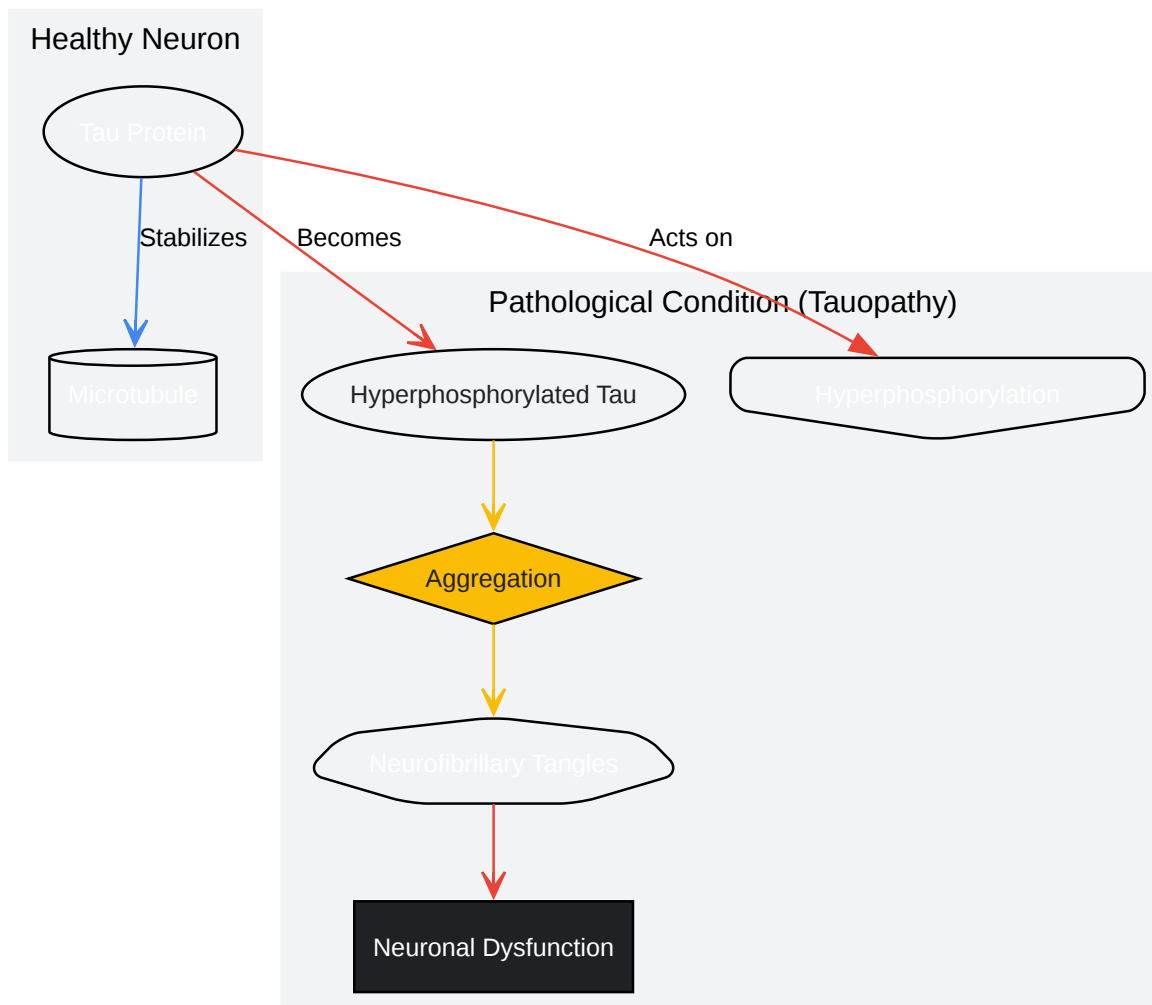 Healthy Neuron
Tau Protein
Stabilizes
Becomes
Acts on
Pathological Condition (Tauopathy)
Microtubule
Hyperphosphorylated Tau
Hyperphosphorylation
Aggregation
Neurofibrillary Tangles
Neuronal Dysfunction